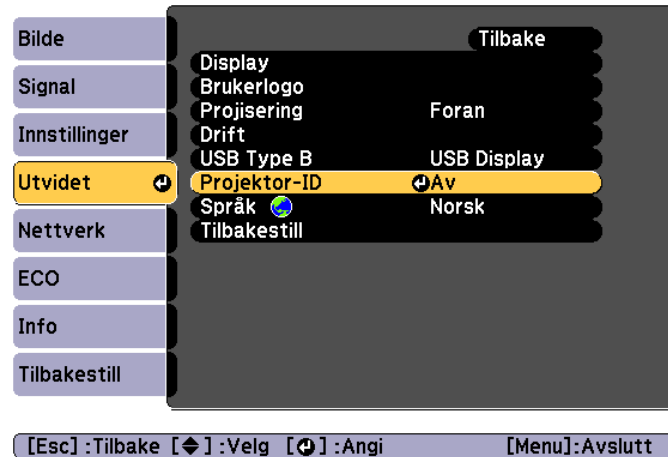 Bilde
Signal
Innstillinger
Utvidet
Nettverk
ECO
Info
Tilbakestill
Tilbake
Display
Brukerlogo
Projisering Foran
Drift
USB Type B USB Display
Projektor-ID Av
Språk Norsk
Tilbakestill
[Esc] :Tilbake [ ] :Velg [ ] :Angi [Menu]:Avslutt